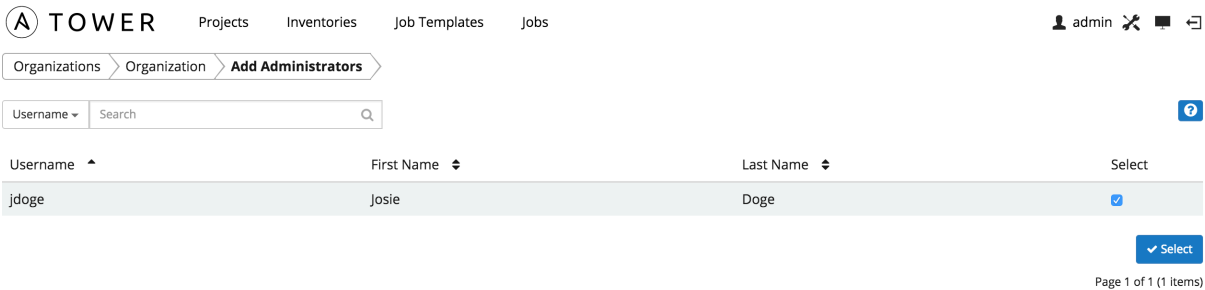 A TOWER Projects Inventories Job Templates Jobs admin
Organizations Organization Add Administrators
Username Search ?
Username First Name Last Name Select
jdoge Josie Doge
Select
Page 1 of 1 (1 items)